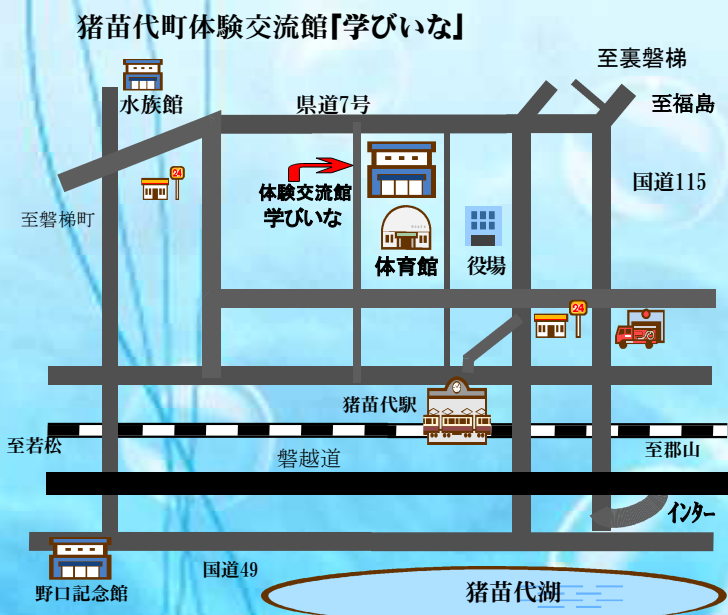 猪苗代町体験交流館『学びいな』
至裏磐梯
水族館
県道7号
至福島
24
国道115
体験交流館
学びいな
至磐梯町
体育館
役場
24
猪苗代駅
至若松
磐越道
至郡山
インター
国道49
野口記念館
猪苗代湖